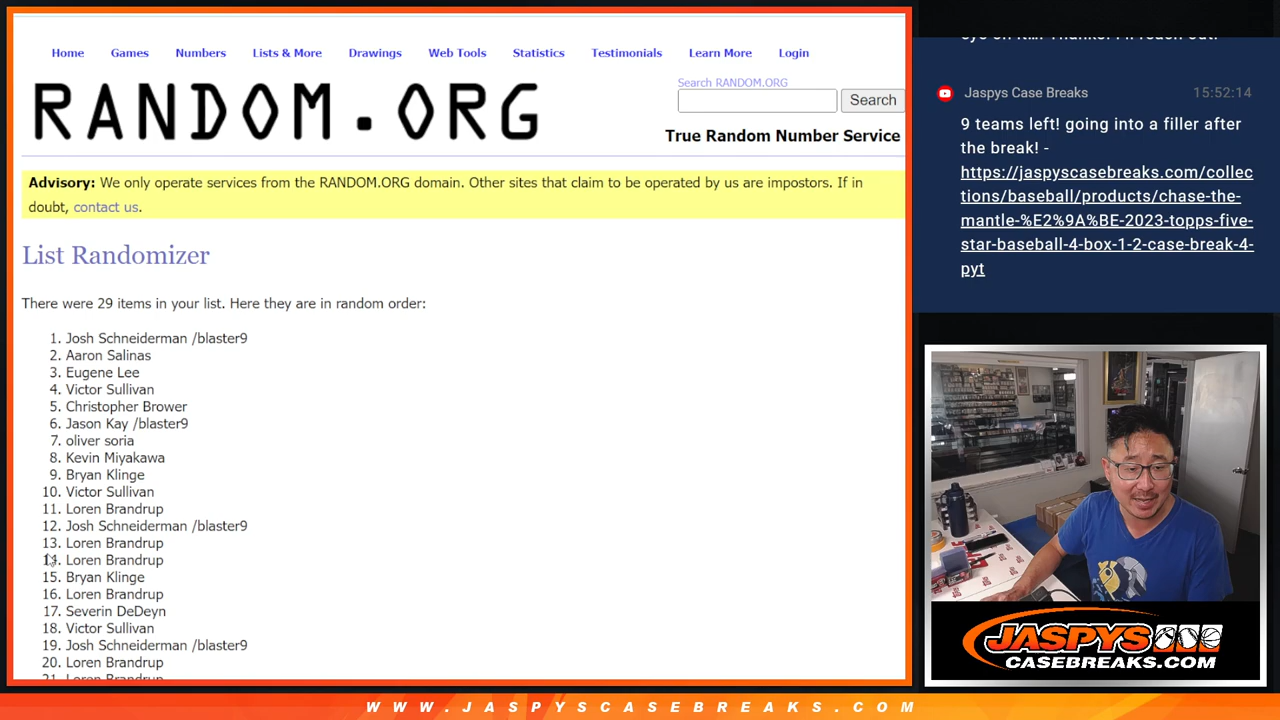 Home Games Numbers Lists & More Drawings Web Tools Statistics Testimonials Learn More Login
RANDOM.ORG
Search RANDOM.ORG
Search
True Random Number Service
Advisory: We only operate services from the RANDOM.ORG domain. Other sites that claim to be operated by us are impostors. If in
doubt, contact us.
List Randomizer
There were 29 items in your list. Here they are in random order:
1. Josh Schneiderman /blaster9
2. Aaron Salinas
3. Eugene Lee
4. Victor Sullivan
5. Christopher Brower
6. Jason Kay /blaster9
7. oliver soria
8. Kevin Miyakawa
9. Bryan Klinge
10. Victor Sullivan
11. Loren Brandrup
12. Josh Schneiderman /blaster9
13. Loren Brandrup
14. Loren Brandrup
15. Bryan Klinge
16. Loren Brandrup
17. Severin DeDeyn
18. Victor Sullivan
19. Josh Schneiderman /blaster9
20. Loren Brandrup
21. Loren Brandrup
Jaspys Case Breaks 15:52:14
9 teams left! going into a filler after
the break! -
https://jaspyscasebreaks.com/collec
tions/baseball/products/chase-the-
mantle-%E2%9A%BE-2023-topps-five-
star-baseball-4-box-1-2-case-break-4-
pyt
JASPYS
CASEBREAKS.COM
WWW.JASPYSCASEBREAKS.COM